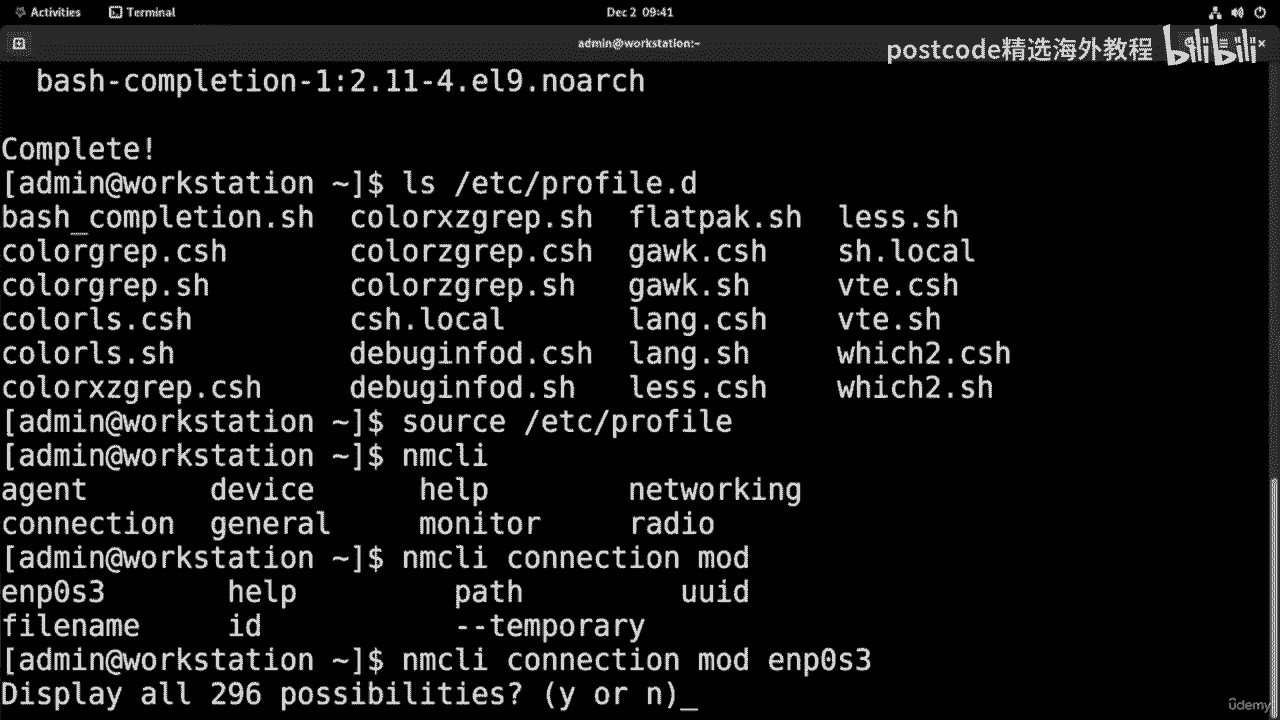 Activities Terminal Dec 2 09:41
admin@workstation:~
postcode精选海外教程 bilibili
bash-completion-1:2.11-4.el9.noarch
Complete!
[admin@workstation ~]$ ls /etc/profile.d
bash_completion.sh colorxzgrep.sh flatpak.sh less.sh
colorgrep.csh colorzgrep.csh gawk.csh sh.local
colorgrep.sh colorzgrep.sh gawk.sh vte.csh
colorls.csh csh.local lang.csh vte.sh
colorls.sh debuginfod.csh lang.sh which2.csh
colorxzgrep.csh debuginfod.sh less.csh which2.sh
[admin@workstation ~]$ source /etc/profile
[admin@workstation ~]$ nmcli
agent device help networking
connection general monitor radio
[admin@workstation ~]$ nmcli connection mod
enp0s3 help path uuid
filename id --temporary
[admin@workstation ~]$ nmcli connection mod enp0s3
Display all 296 possibilities? (y or n)_
ûdemy